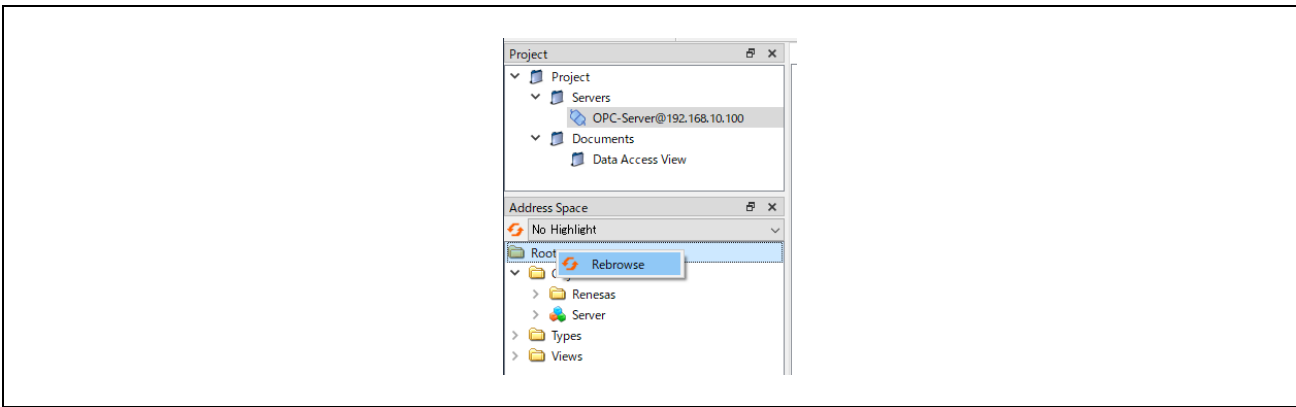 Project
Project
Servers
OPC-Server@192.168.10.100
Documents
Data Access View
Address Space
No Highlight
Root
Rebrowse
Renesas
Server
Types
Views